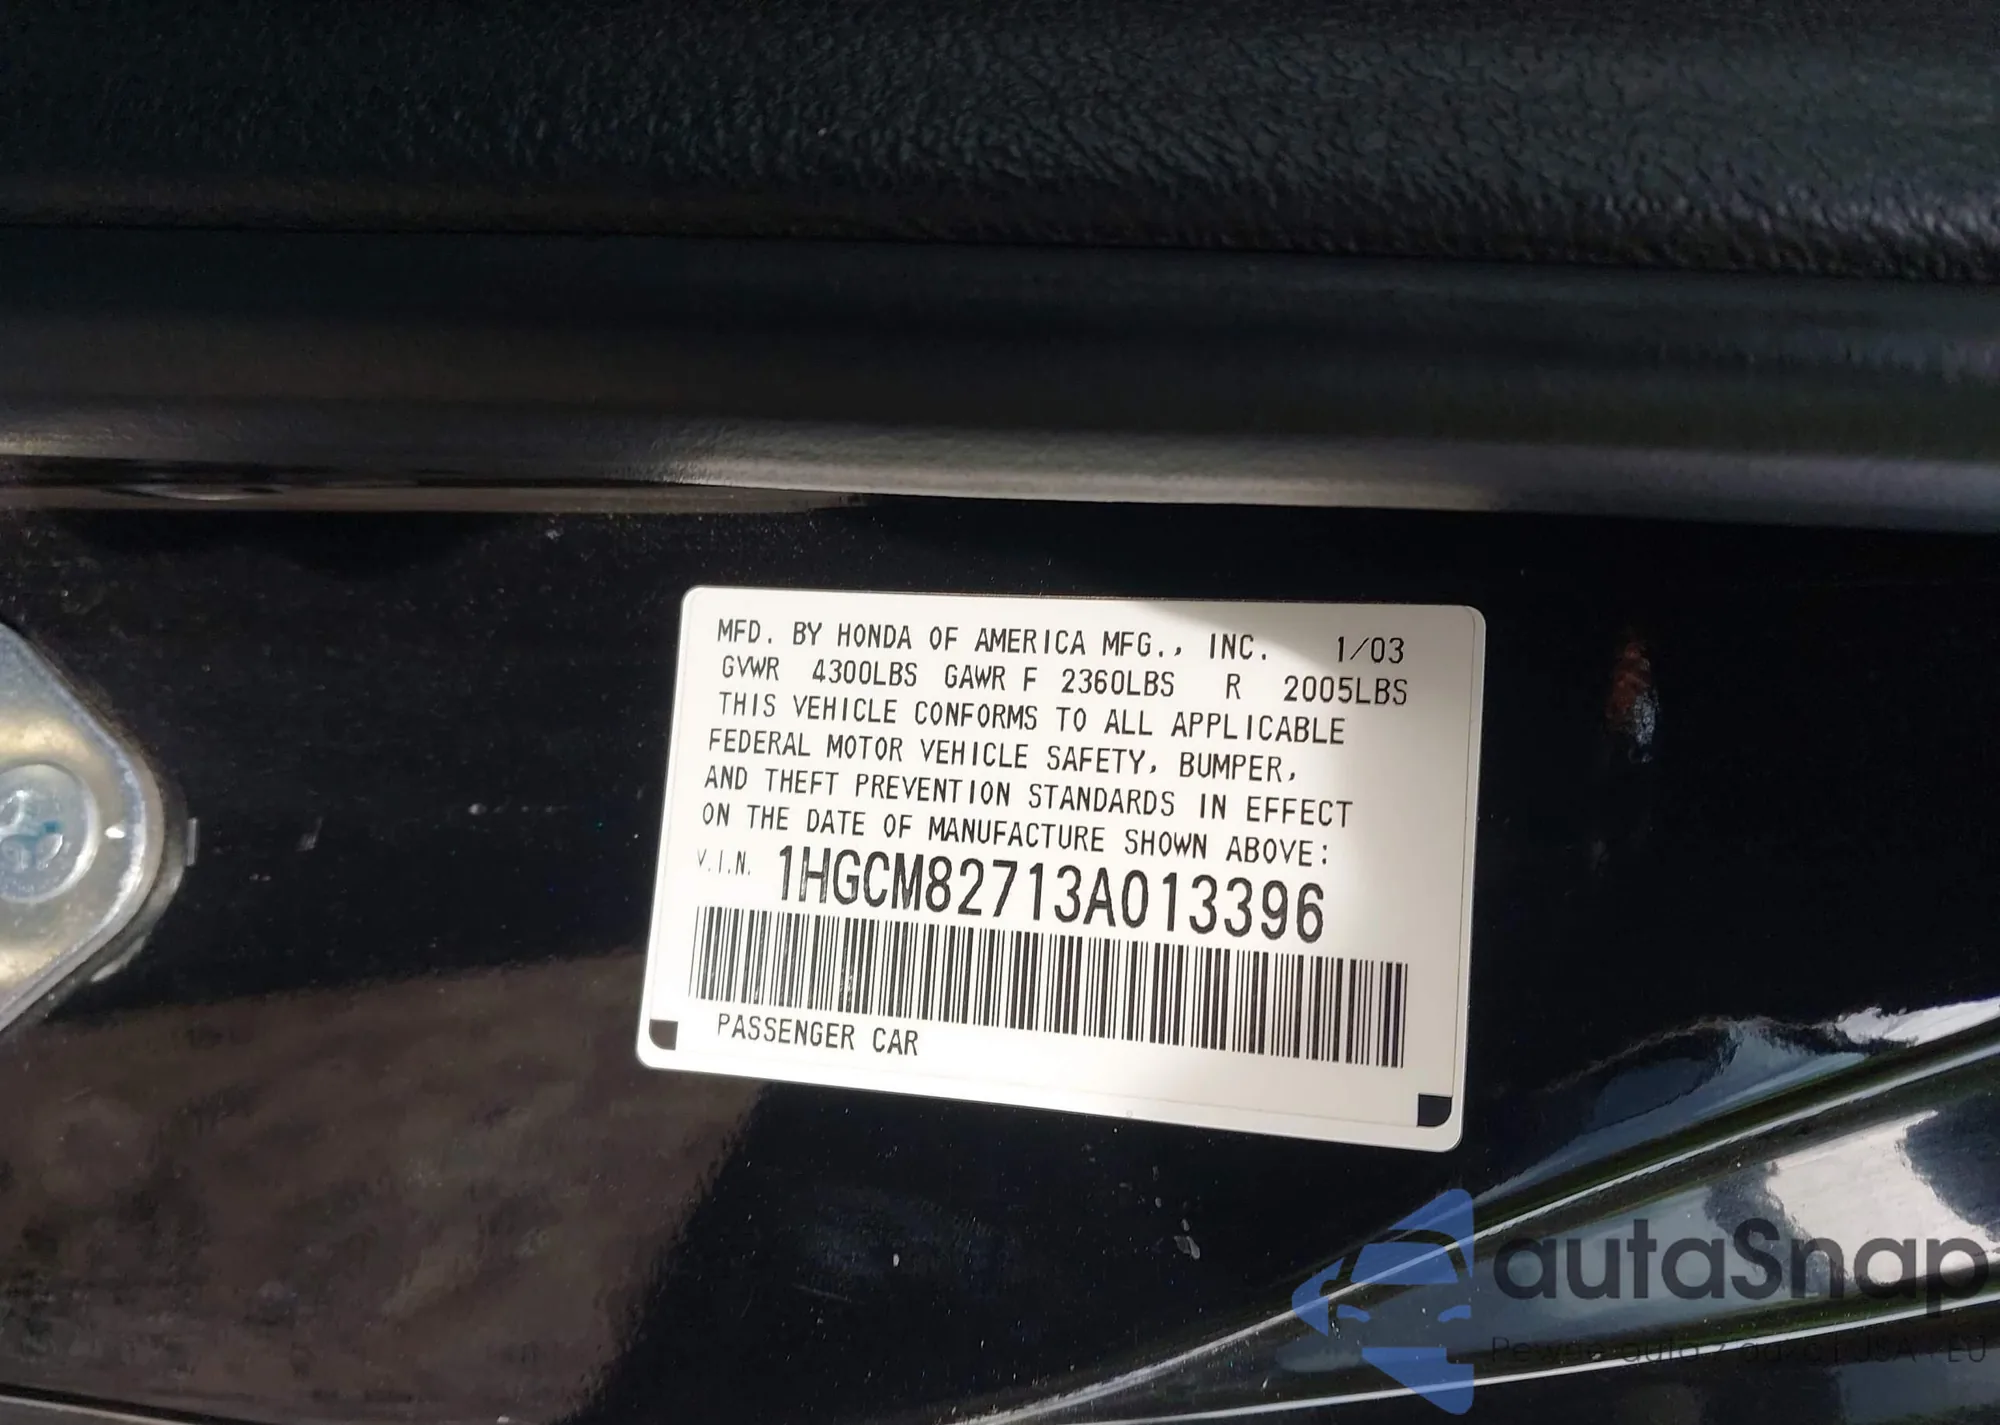 MFD. BY HONDA OF AMERICA MFG., INC. 1/03
GVWR 4300LBS GAWR F 2360LBS R 2005LBS
THIS VEHICLE CONFORMS TO ALL APPLICABLE
FEDERAL MOTOR VEHICLE SAFETY, BUMPER,
AND THEFT PREVENTION STANDARDS IN EFFECT
ON THE DATE OF MANUFACTURE SHOWN ABOVE:
V.I.N. 1HGCM82713A013396
PASSENGER CAR
autaSnap
Pewne auta z